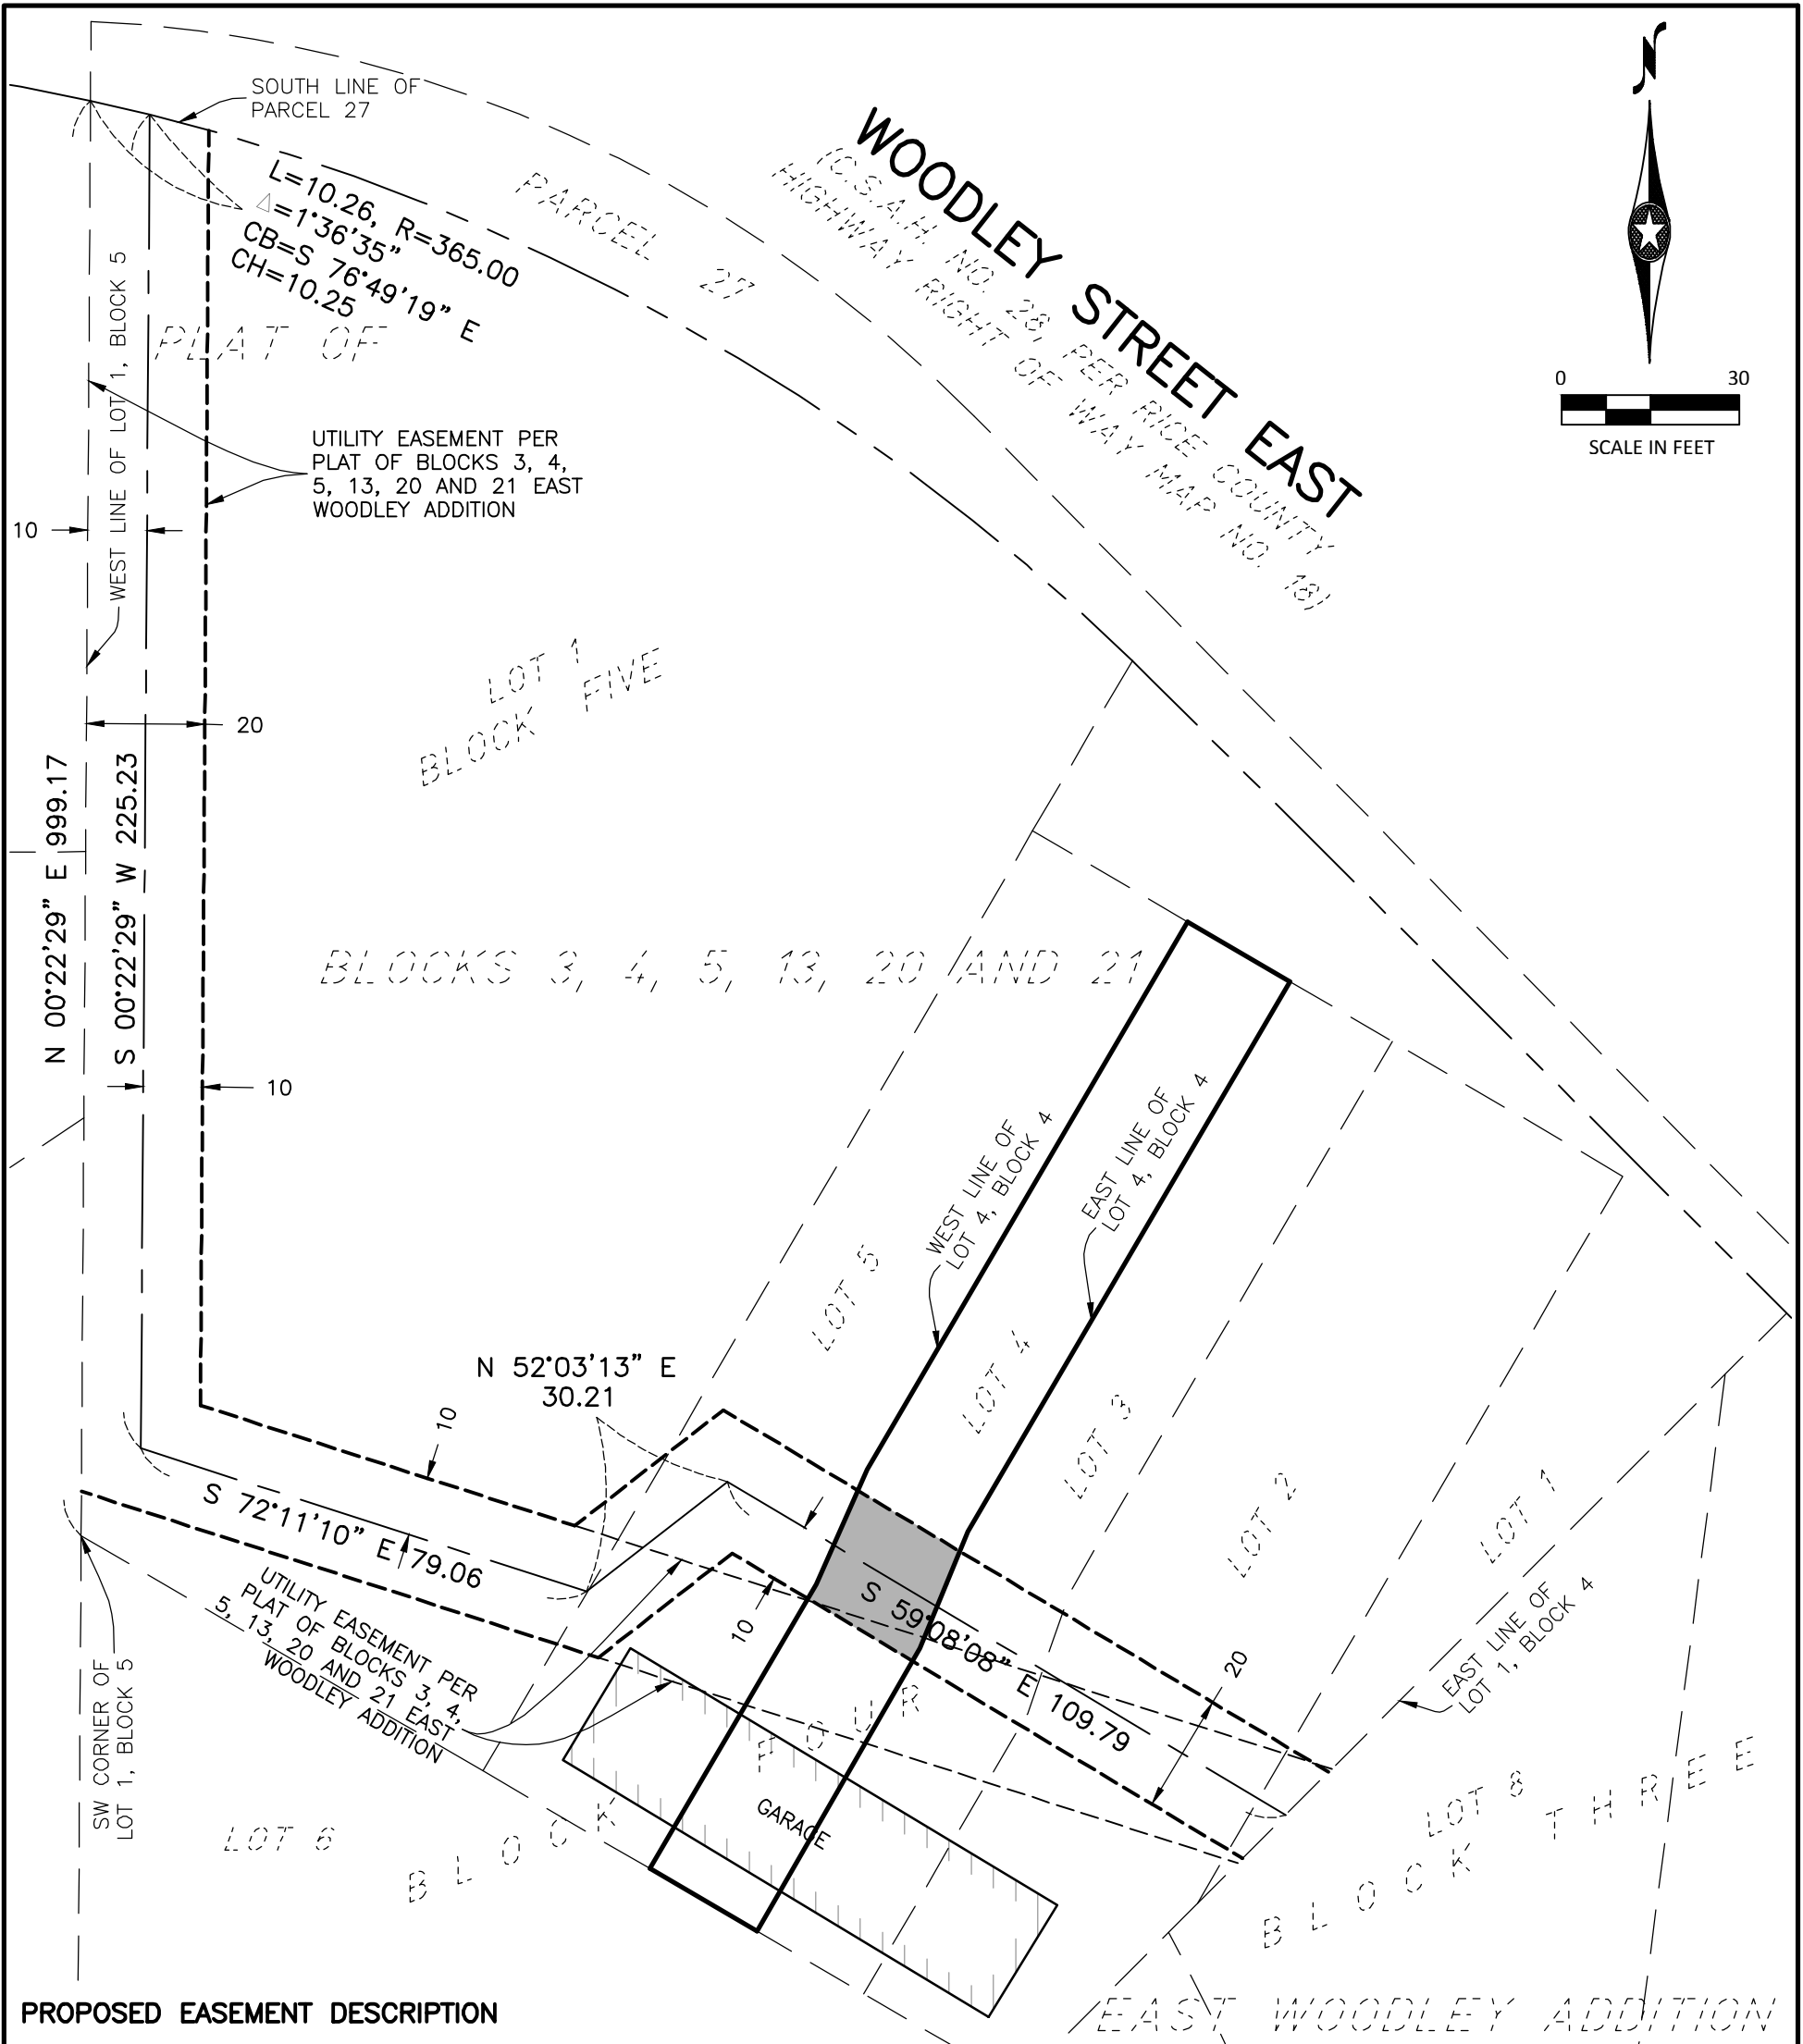 N
SOUTH LINE OF
PARCEL 27
WOODLEY STREET EAST
(C.S.A.H. NO. 28, PER RICE COUNTY
HIGHWAY RIGHT OF WAY MAP NO. 18)
L=10.26, R=365.00
Δ=1°36'35"
CB=S 76°49'19" E
CH=10.25
PARCEL 27
0 30
SCALE IN FEET
PLAT OF
WEST LINE OF LOT 1, BLOCK 5
UTILITY EASEMENT PER
PLAT OF BLOCKS 3, 4,
5, 13, 20 AND 21 EAST
WOODLEY ADDITION
10
LOT 1
BLOCK FIVE
20
N 00°22'29" E 999.17
S 00°22'29" W 225.23
BLOCKS 3, 4, 5, 13, 20 AND 21
10
WEST LINE OF
LOT 4, BLOCK 4
EAST LINE OF
LOT 4, BLOCK 4
LOT 5
LOT 4
LOT 3
LOT 2
LOT 1
N 52°03'13" E
30.21
10
S 72°11'10" E 79.06
S 59°08'08" E 109.79
10
20
EAST LINE OF
LOT 1, BLOCK 4
UTILITY EASEMENT PER
PLAT OF BLOCKS 3, 4,
5, 13, 20 AND 21 EAST
WOODLEY ADDITION
SW CORNER OF
LOT 1, BLOCK 5
GARAGE
LOT 6
BLOCK FOUR
LOT 8
BLOCK THREE
PROPOSED EASEMENT DESCRIPTION
EAST WOODLEY ADDITION